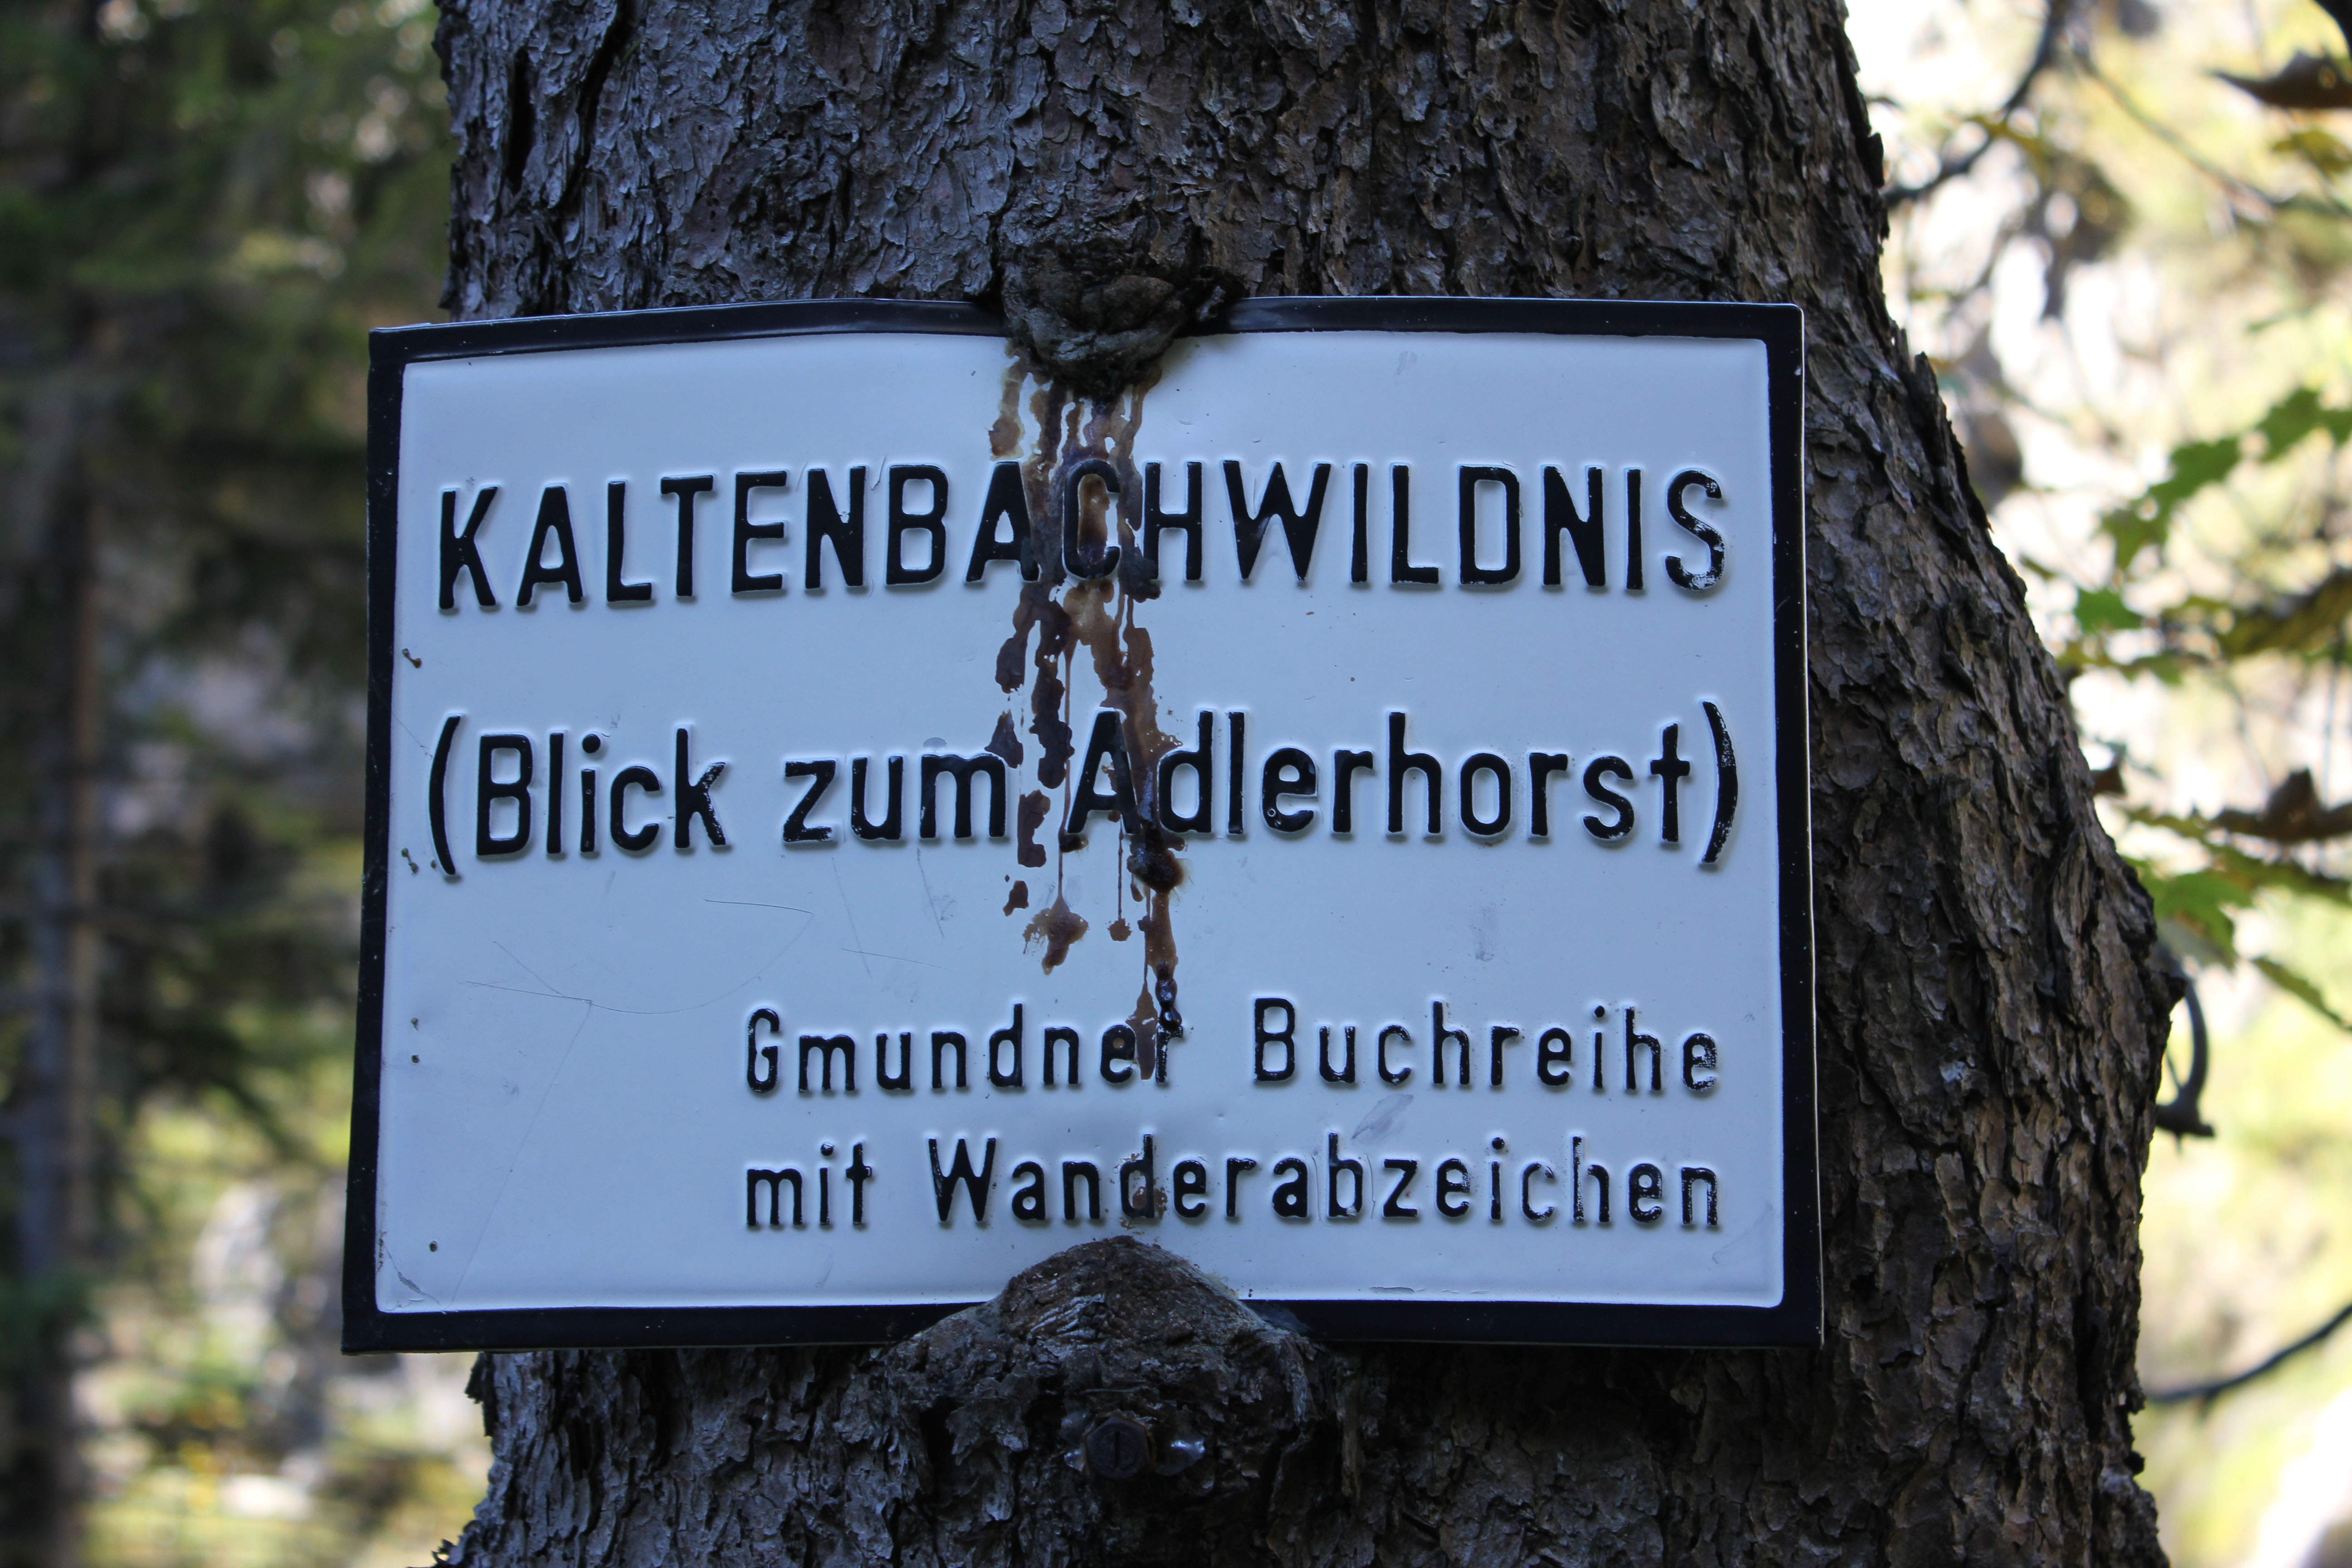 KALTENBACHWILDNIS
(Blick zum Adlerhorst)
Gmundner Buchreihe
mit Wanderabzeichen